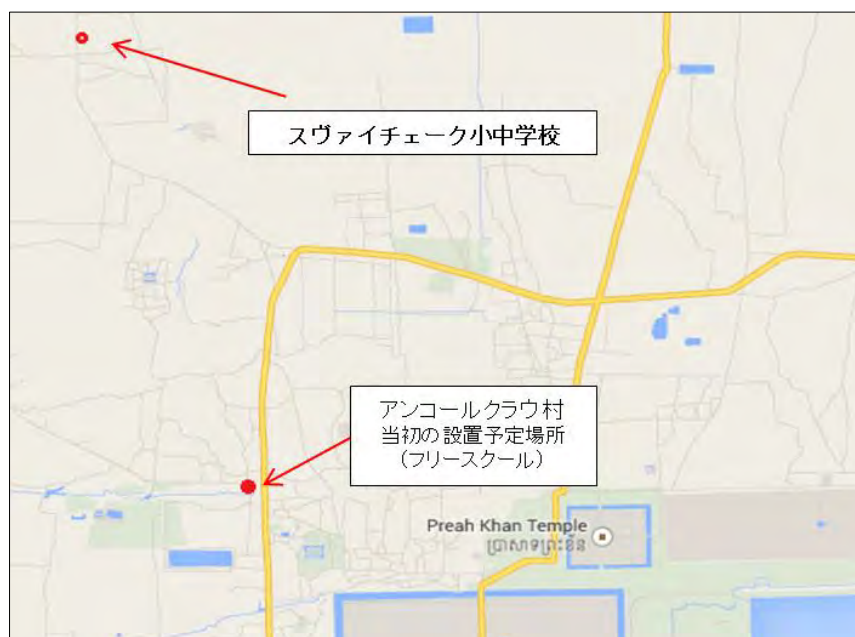 スヴァイチェーク小中学校
アンコールクラウ村
当初の設置予定場所
（フリースクール）
Preah Khan Temple
ប្រាសាទព្រះខ័ន